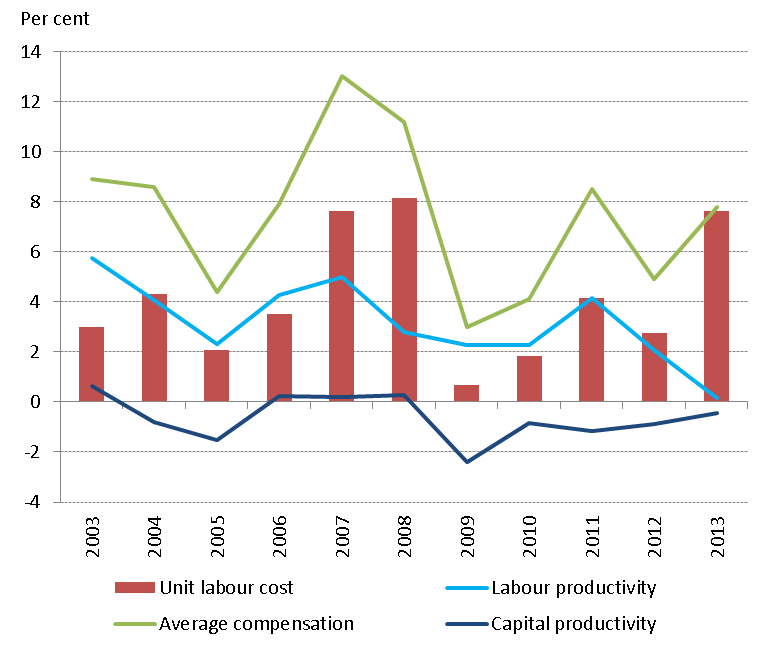 Per cent
14
12
10
8
6
4
2
0
-2
-4
2003 2004 2005 2006 2007 2008 2009 2010 2011 2012 2013
Unit labour cost Labour productivity
Average compensation Capital productivity